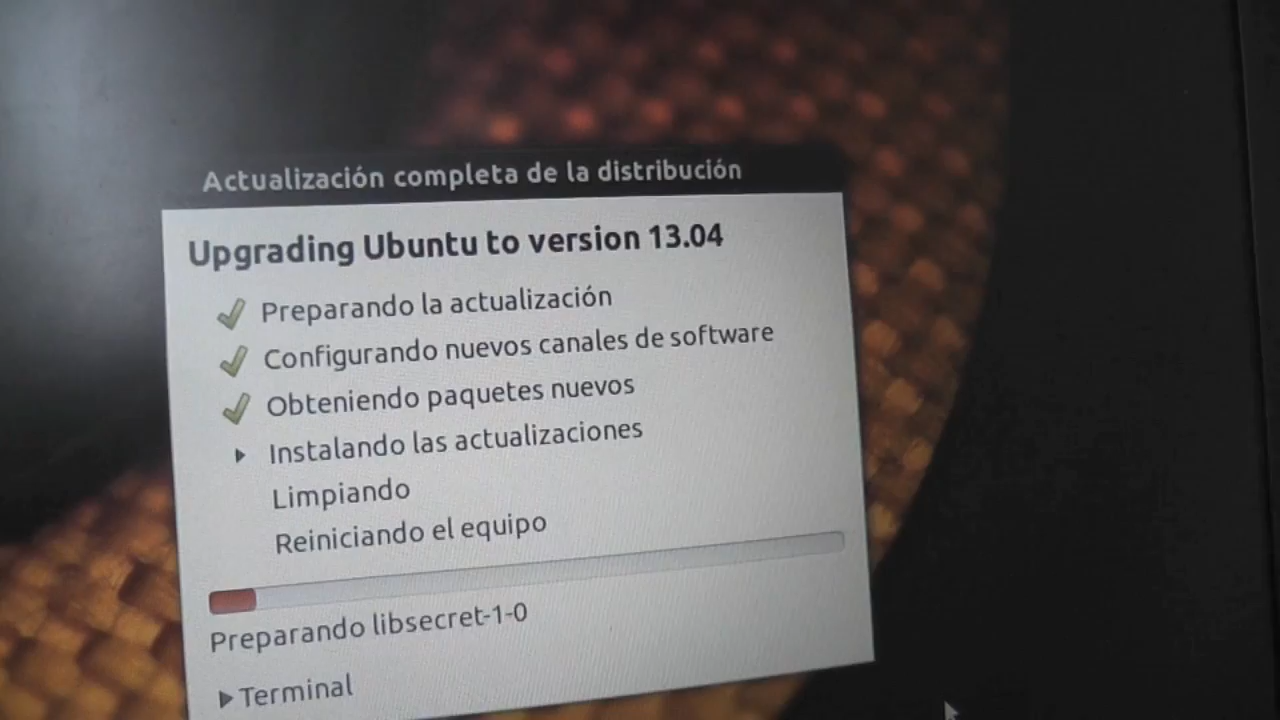 Actualización completa de la distribución
Upgrading Ubuntu to version 13.04
Preparando la actualización
Configurando nuevos canales de software
Obteniendo paquetes nuevos
Instalando las actualizaciones
Limpiando
Reiniciando el equipo
Preparando libsecret-1-0
Terminal